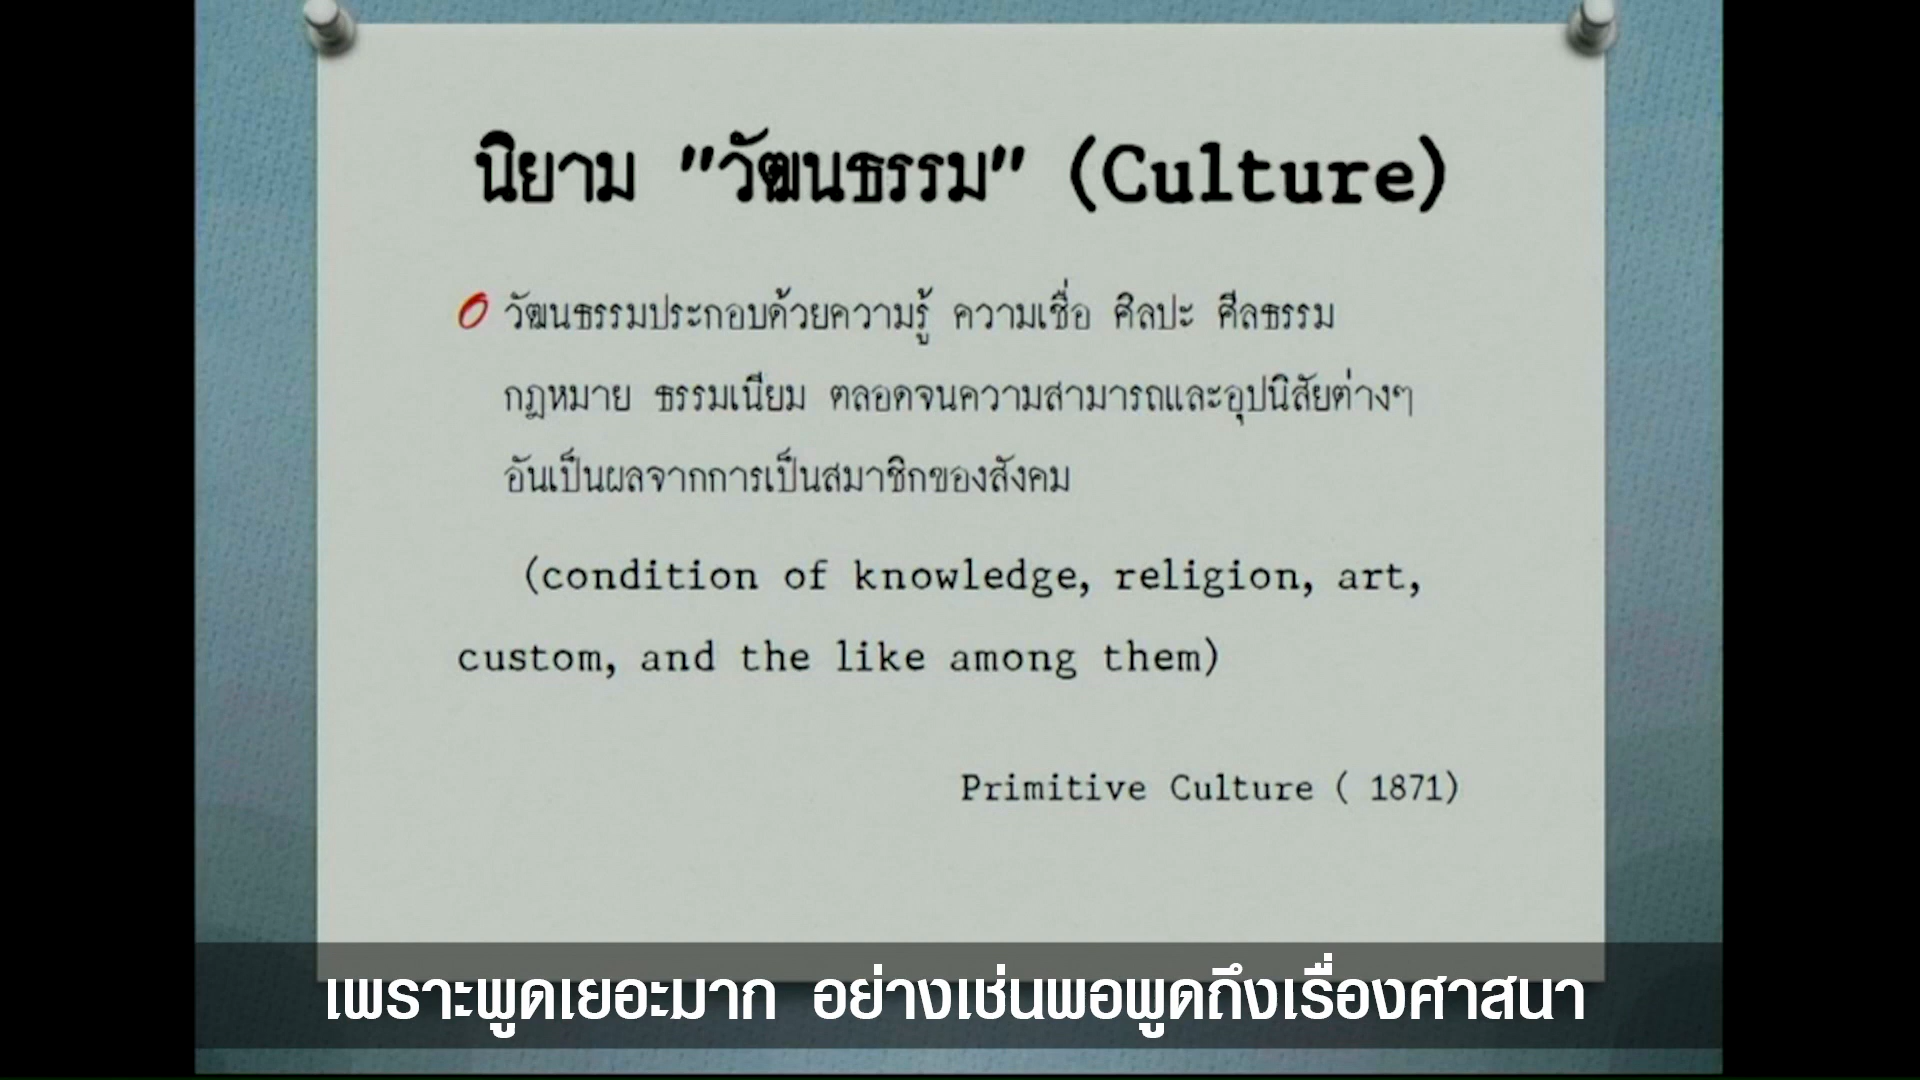 นิยาม "วัฒนธรรม" (Culture)
วัฒนธรรมประกอบด้วยความรู้ ความเชื่อ ศิลปะ ศีลธรรม
กฎหมาย ธรรมเนียม ตลอดจนความสามารถและอุปนิสัยต่างๆ
อันเป็นผลจากการเป็นสมาชิกของสังคม
(condition of knowledge, religion, art,
custom, and the like among them)
Primitive Culture ( 1871)
เพราะพูดเยอะมาก อย่างเช่นพอพูดถึงเรื่องศาสนา